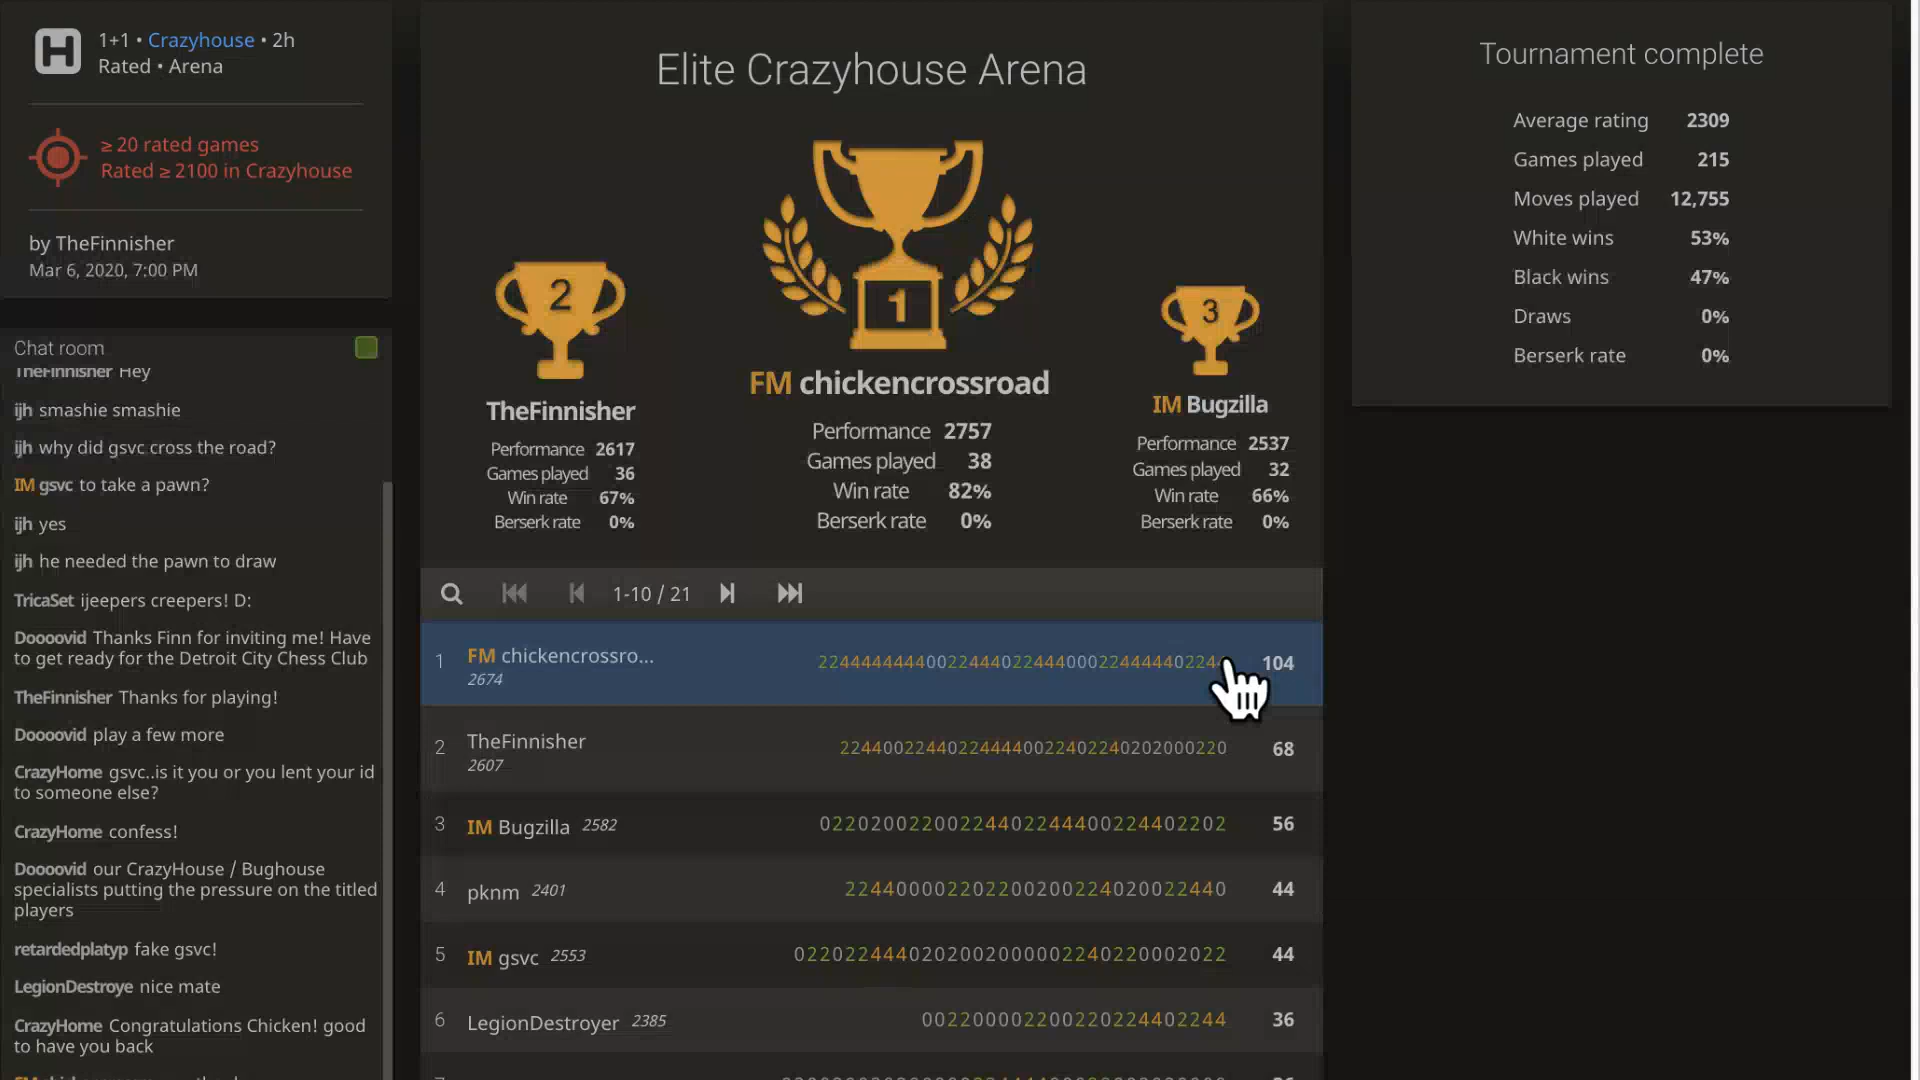 1+1 • Crazyhouse • 2h
Rated • Arena
≥ 20 rated games
Rated ≥ 2100 in Crazyhouse
by TheFinnisher
Mar 6, 2020, 7:00 PM
Chat room
TheFinnisher Hey
ijh smashie smashie
ijh why did gsvc cross the road?
IM gsvc to take a pawn?
ijh yes
ijh he needed the pawn to draw
TricaSet ijeepers creepers! D:
Doooovid Thanks Finn for inviting me! Have
to get ready for the Detroit City Chess Club
TheFinnisher Thanks for playing!
Doooovid play a few more
CrazyHome gsvc..is it you or you lent your id
to someone else?
CrazyHome confess!
Doooovid our CrazyHouse / Bughouse
specialists putting the pressure on the titled
players
retardedplatyp fake gsvc!
LegionDestroye nice mate
CrazyHome Congratulations Chicken! good
to have you back
Elite Crazyhouse Arena
2
1
3
TheFinnisher
Performance 2617
Games played 36
Win rate 67%
Berserk rate 0%
FM chickencrossroad
Performance 2757
Games played 38
Win rate 82%
Berserk rate 0%
IM Bugzilla
Performance 2537
Games played 32
Win rate 66%
Berserk rate 0%
1-10 / 21
1 FM chickencrossro... 2244444444002244402244400022444440224 104
2674
2 TheFinnisher 224400224402244440022402240202000220 68
2607
3 IM Bugzilla 2582 02202002200224402244400224402202 56
4 pknm 2401 224400002202200200224020022440 44
5 IM gsvc 2553 0220224440202002000002240220002022 44
6 LegionDestroyer 2385 002200002200220224402244 36
Tournament complete
Average rating 2309
Games played 215
Moves played 12,755
White wins 53%
Black wins 47%
Draws 0%
Berserk rate 0%